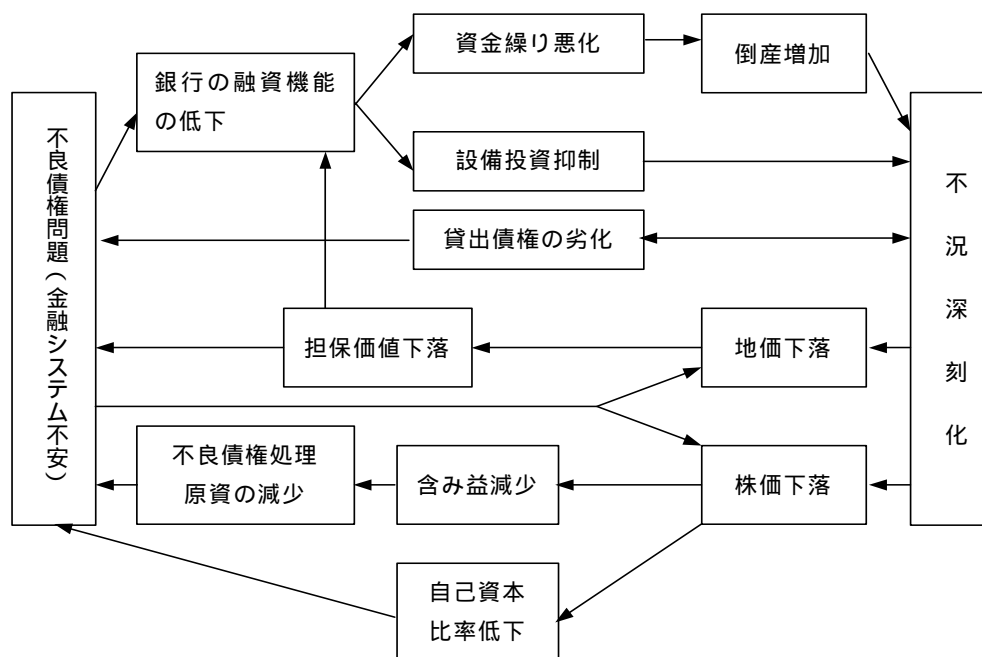 資金繰り悪化
倒産増加
銀行の融資機能
の低下
不良債権問題(金融システム不安)
設備投資抑制
不況深刻化
貸出債権の劣化
担保価値下落
地価下落
不良債権処理
原資の減少
含み益減少
株価下落
自己資本
比率低下